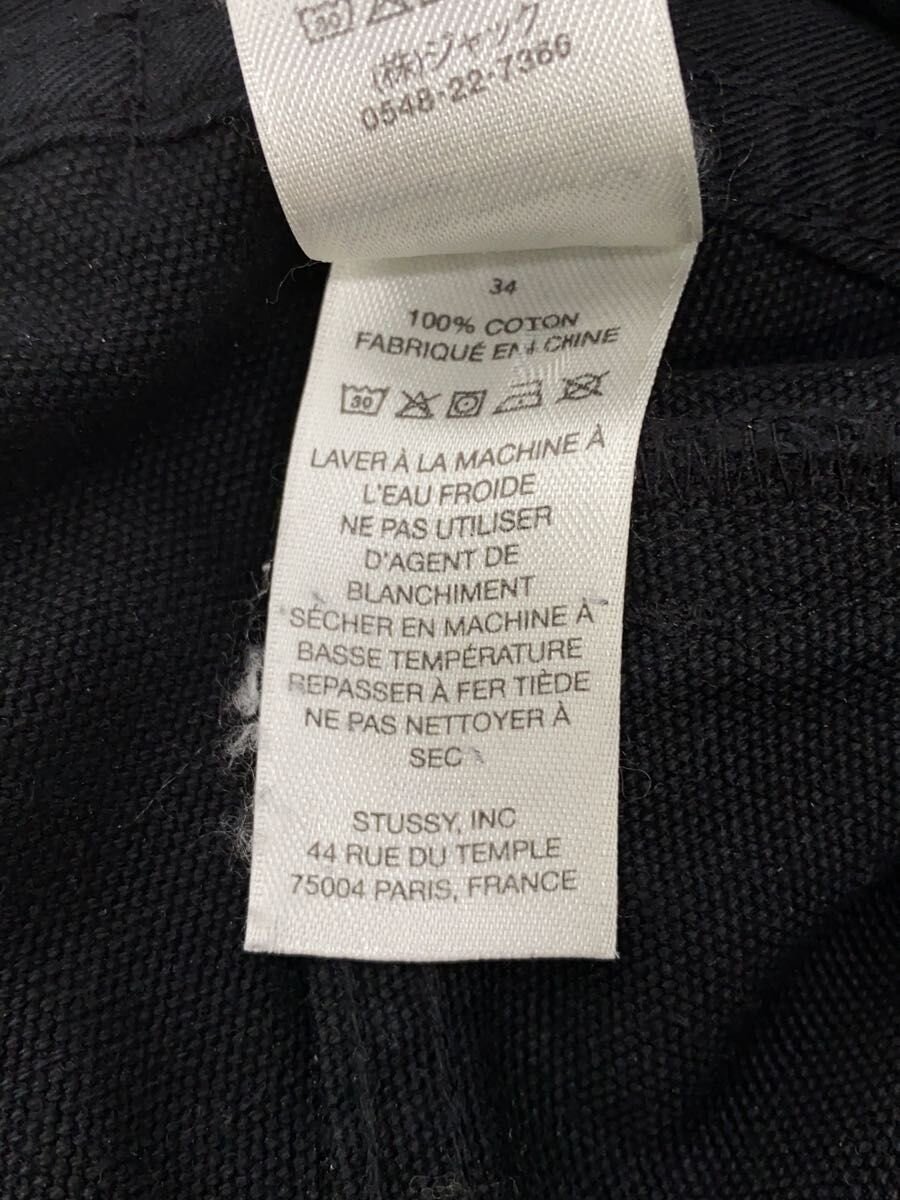 30
(株)ジャック
0548-22-7366
34
100% COTON
FABRIQUÉ EN CHINE
30
LAVER À LA MACHINE À
L'EAU FROIDE
NE PAS UTILISER
D'AGENT DE
BLANCHIMENT
SÉCHER EN MACHINE À
BASSE TEMPÉRATURE
REPASSER À FER TIÈDE
NE PAS NETTOYER À
SEC
STUSSY, INC
44 RUE DU TEMPLE
75004 PARIS, FRANCE